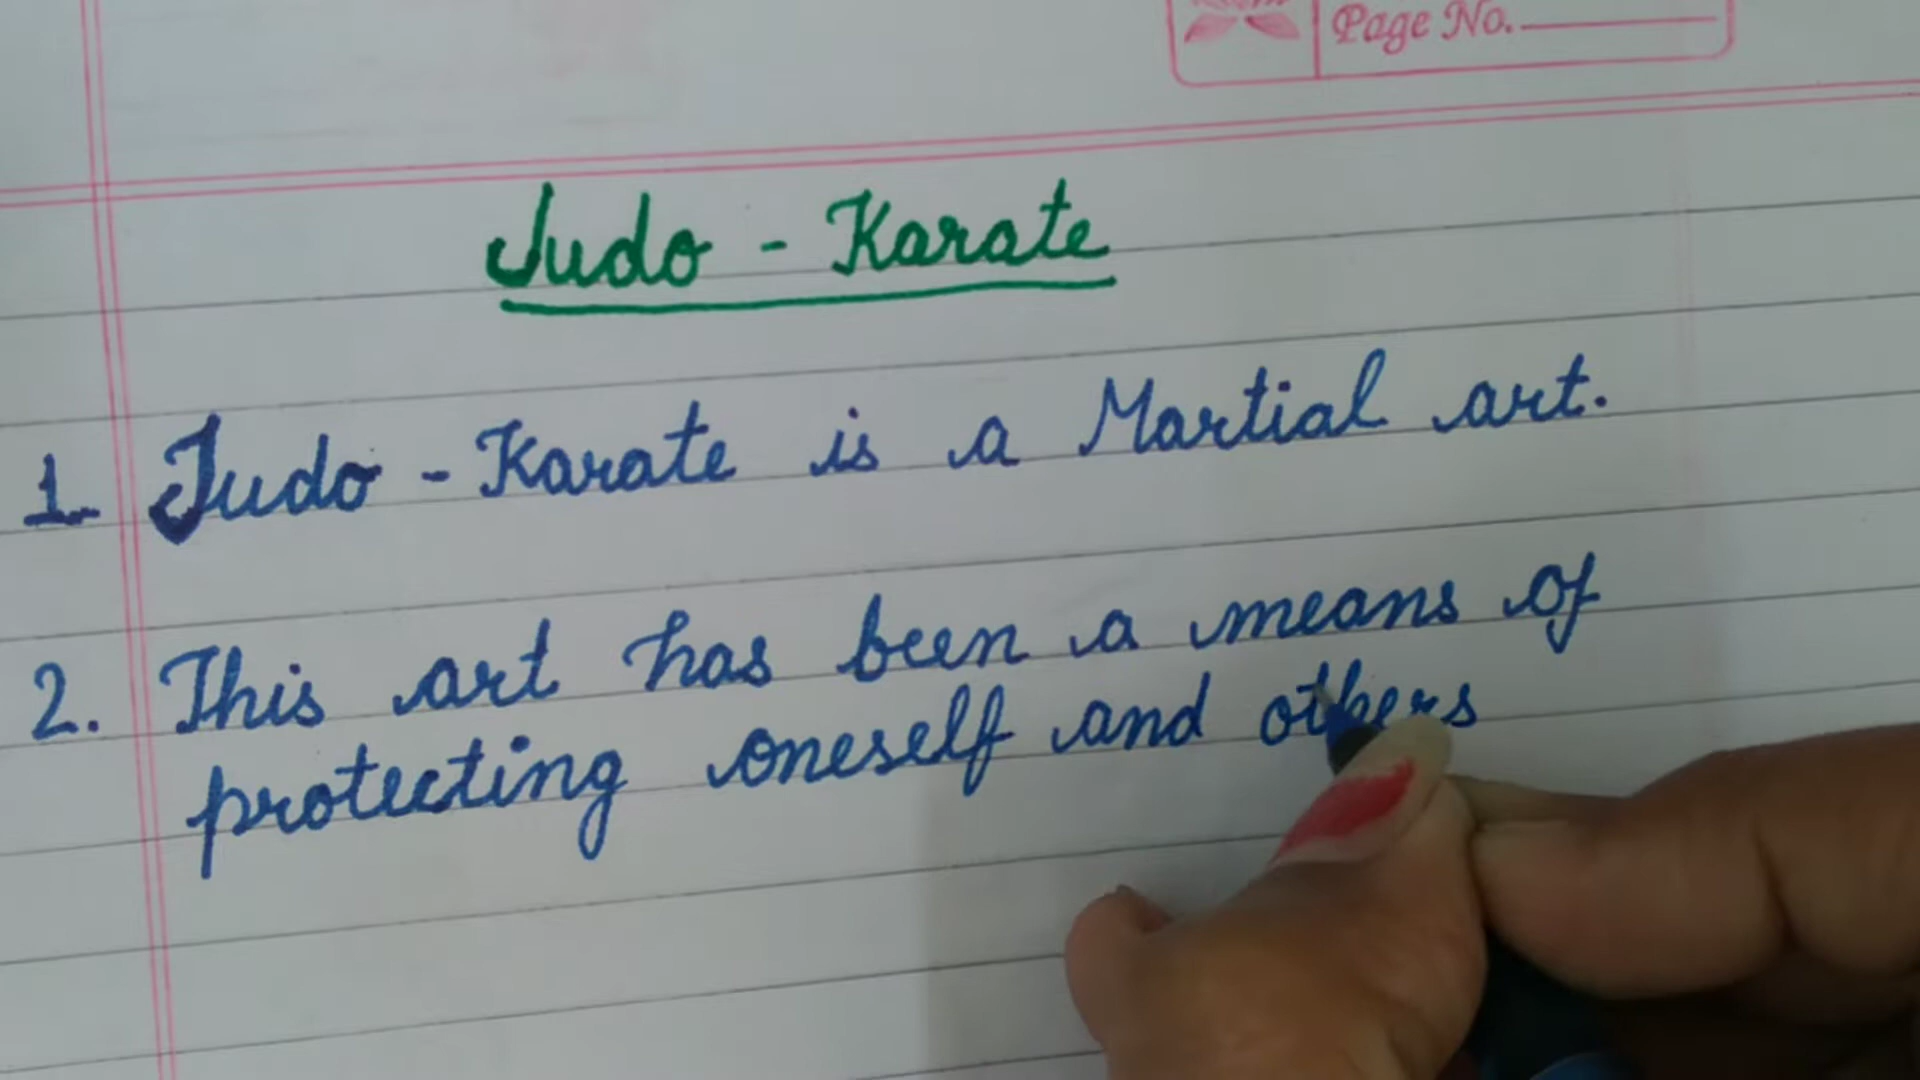 Page No.
Judo - Karate
1. Judo - Karate is a Martial art.
2. This art has been a means of
protecting oneself and others